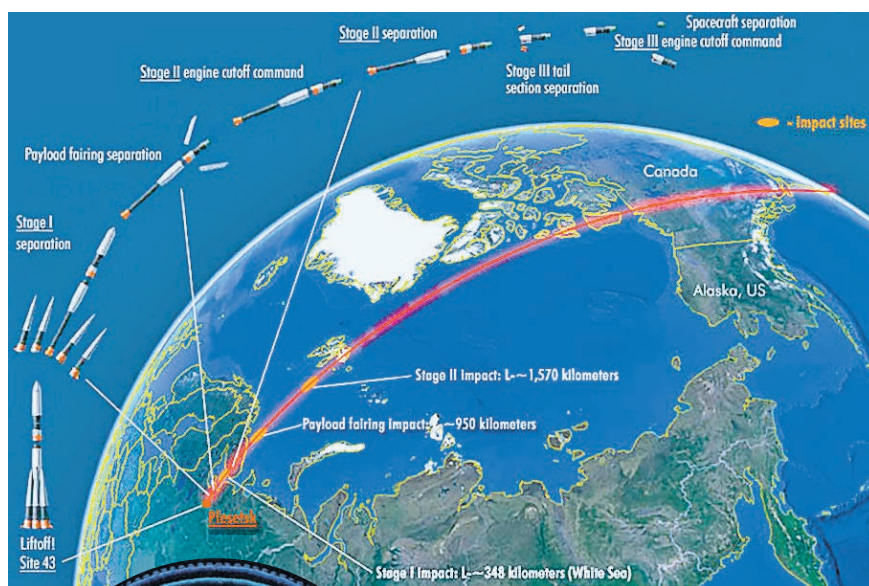 Stage II separation
Spacecraft separation
Stage III engine cutoff command
Stage II engine cutoff command
Stage III tail
section separation
- Impact sites
Payload fairing separation
Canada
Stage I
separation
Alaska, US
Stage II Impact: L-~1,570 kilometers
Payload fairing impact: ~950 kilometers
Plesetsk
Liftoff!
Site 43
Stage I Impact: L-~348 kilometers (White Sea)